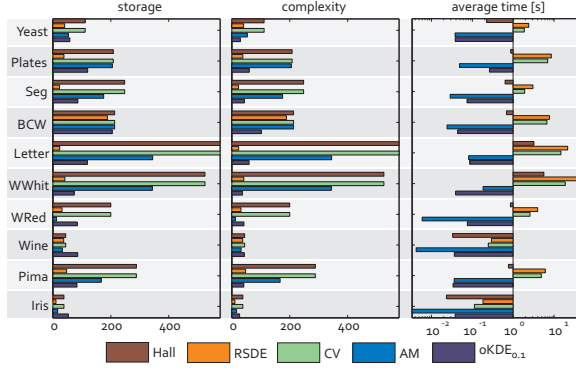 storage complexity average time [s]
Yeast
Plates
Seg
BCW
Letter
WWhit
WRed
Wine
Pima
Iris
0 200 400 0 200 400 10⁻² 10⁻¹ 10⁰ 10¹
Hall RSDE CV AM oKDE₀.₁